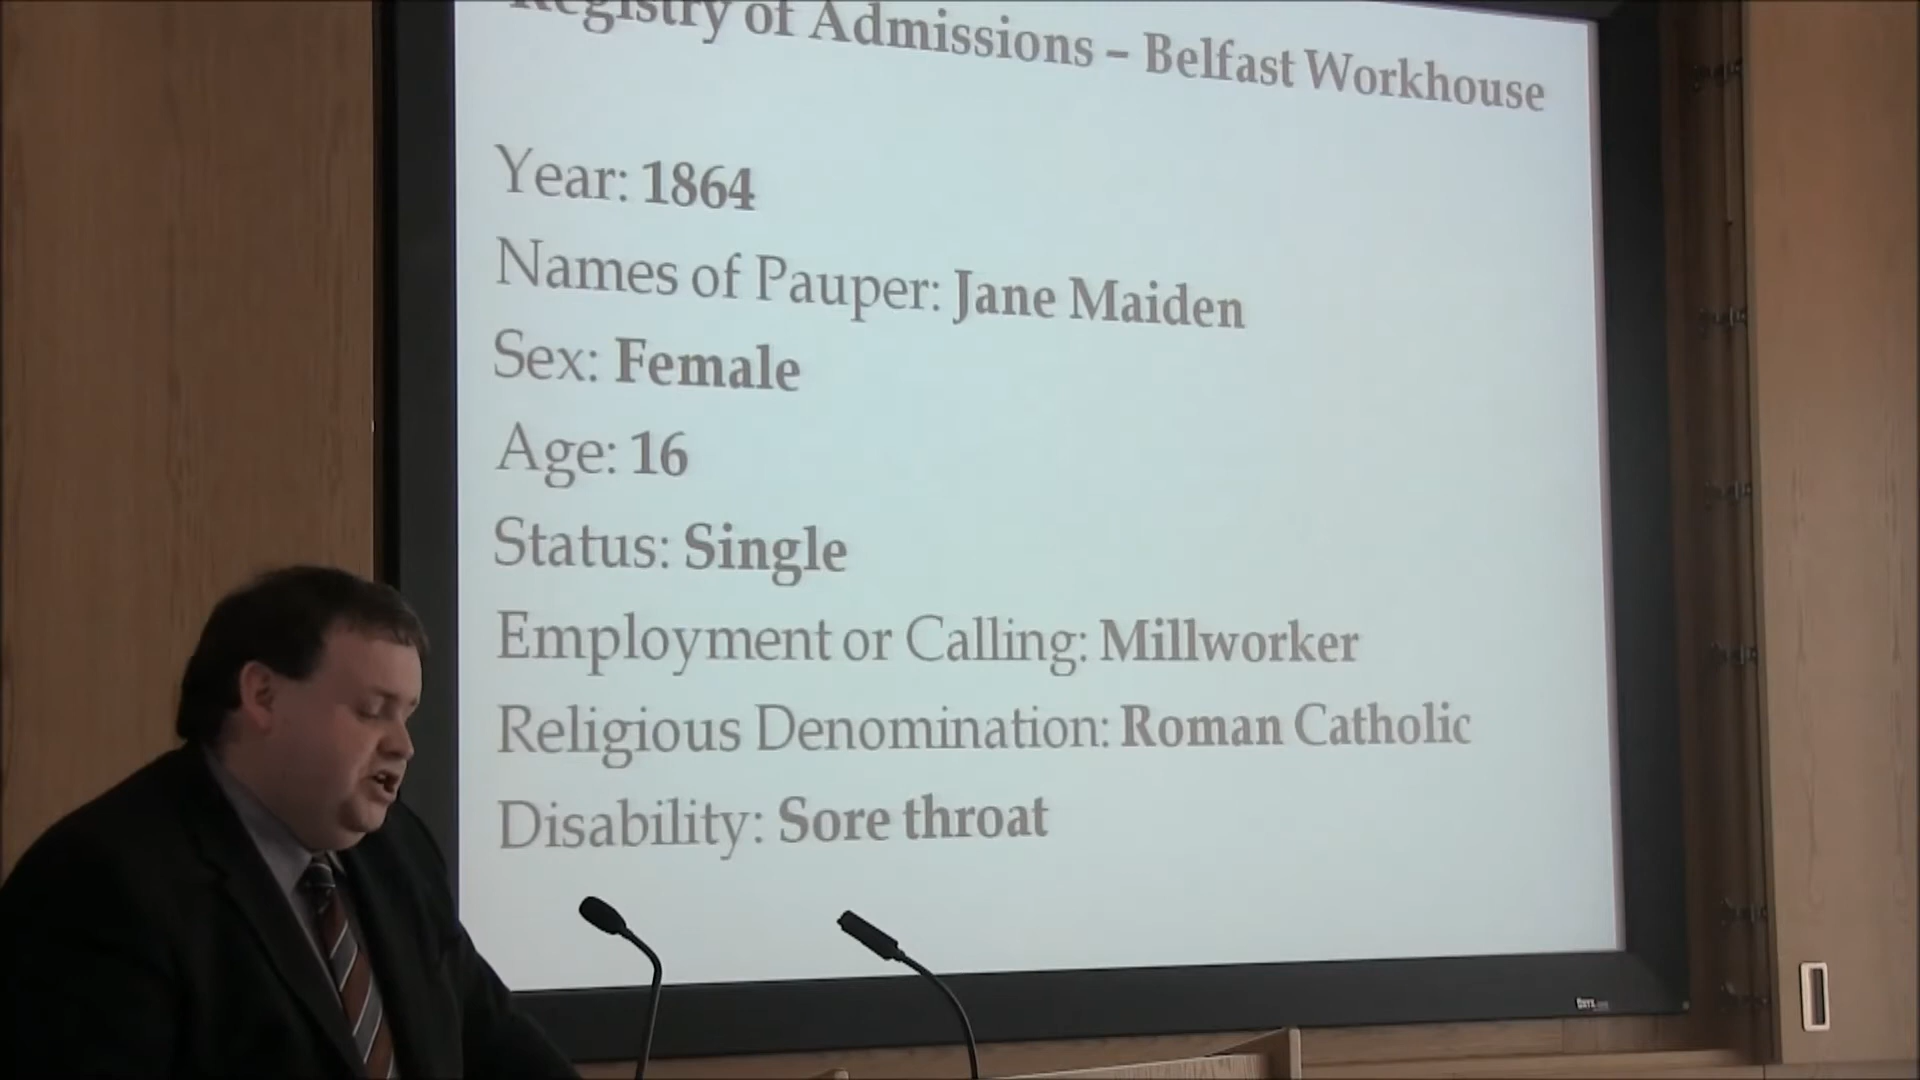 Registry of Admissions – Belfast Workhouse
Year: 1864
Names of Pauper: Jane Maiden
Sex: Female
Age: 16
Status: Single
Employment or Calling: Millworker
Religious Denomination: Roman Catholic
Disability: Sore throat